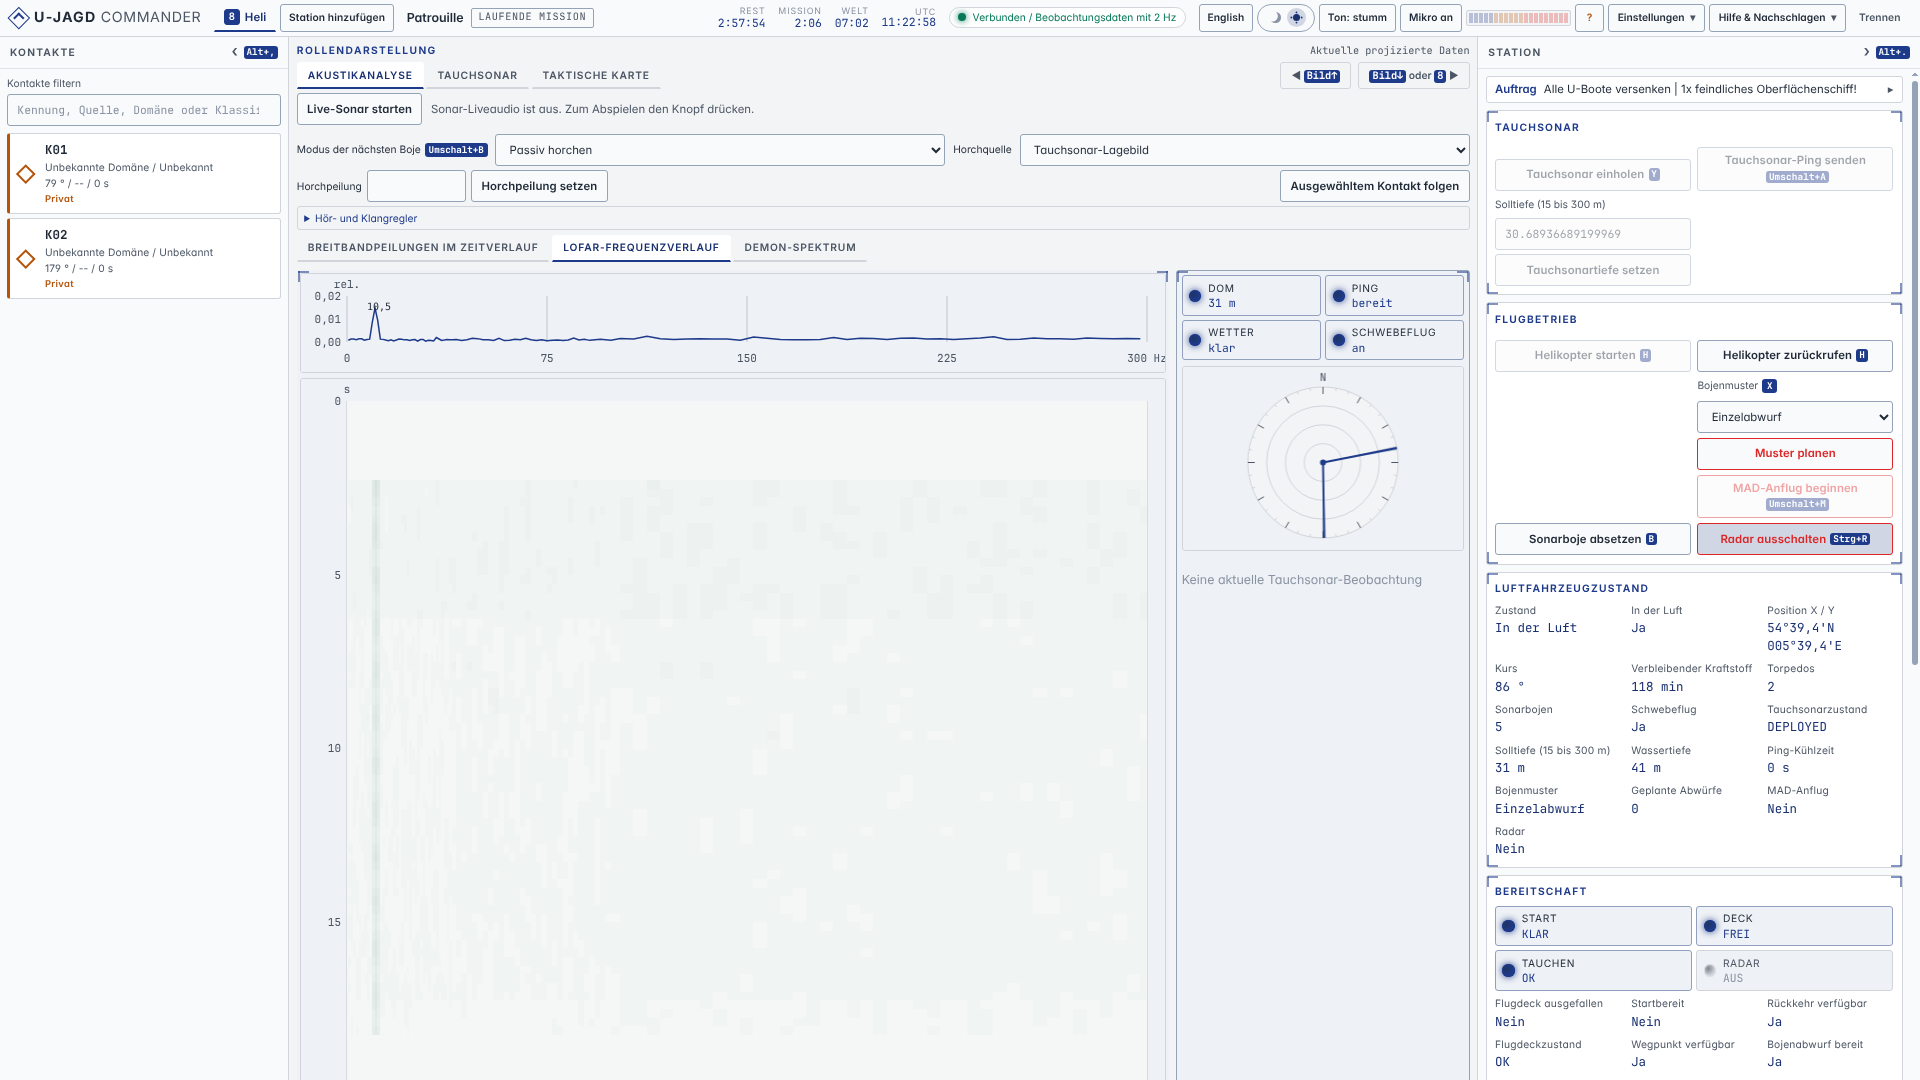 U-JAGD COMMANDER
8 Heli
Station hinzufügen
Patrouille
LAUFENDE MISSION
REST 2:57:54
MISSION 2:06
WELT 07:02
UTC 11:22:58
Verbunden / Beobachtungsdaten mit 2 Hz
English
Ton: stumm
Mikro an
?
Einstellungen ▾
Hilfe & Nachschlagen ▾
Trennen
KONTAKTE
Alt+,
Kontakte filtern
Kennung, Quelle, Domäne oder Klassi
K01
Unbekannte Domäne / Unbekannt
79 ° / -- / 0 s
Privat
K02
Unbekannte Domäne / Unbekannt
179 ° / -- / 0 s
Privat
ROLLENDARSTELLUNG
Aktuelle projizierte Daten
AKUSTIKANALYSE
TAUCHSONAR
TAKTISCHE KARTE
◀ Bild↑
Bild↓ oder 8 ▶
Live-Sonar starten
Sonar-Liveaudio ist aus. Zum Abspielen den Knopf drücken.
Modus der nächsten Boje Umschalt+B
Passiv horchen
Horchquelle
Tauchsonar-Lagebild
Horchpeilung
Horchpeilung setzen
Ausgewähltem Kontakt folgen
▶ Hör- und Klangregler
BREITBANDPEILUNGEN IM ZEITVERLAUF
LOFAR-FREQUENZVERLAUF
DEMON-SPEKTRUM
rel.
0,02
0,01
0,00
10,5
0
75
150
225
300 Hz
s
0
5
10
15
DOM
31 m
PING
bereit
WETTER
klar
SCHWEBEFLUG
an
N
Keine aktuelle Tauchsonar-Beobachtung
STATION
Alt+.
Auftrag Alle U-Boote versenken | 1x feindliches Oberflächenschiff! ▸
TAUCHSONAR
Tauchsonar einholen Y
Tauchsonar-Ping senden
Umschalt+A
Solltiefe (15 bis 300 m)
30.68936689199969
Tauchsonartiefe setzen
FLUGBETRIEB
Helikopter starten H
Helikopter zurückrufen H
Bojenmuster X
Einzelabwurf
Muster planen
MAD-Anflug beginnen
Umschalt+M
Sonarboje absetzen B
Radar ausschalten Strg+R
LUFTFAHRZEUGZUSTAND
Zustand
In der Luft
In der Luft
Ja
Position X / Y
54°39,4'N
005°39,4'E
Kurs
86 °
Verbleibender Kraftstoff
118 min
Torpedos
2
Sonarbojen
5
Schwebeflug
Ja
Tauchsonarzustand
DEPLOYED
Solltiefe (15 bis 300 m)
31 m
Wassertiefe
41 m
Ping-Kühlzeit
0 s
Bojenmuster
Einzelabwurf
Geplante Abwürfe
0
MAD-Anflug
Nein
Radar
Nein
BEREITSCHAFT
START
KLAR
DECK
FREI
TAUCHEN
OK
RADAR
AUS
Flugdeck ausgefallen
Nein
Startbereit
Nein
Rückkehr verfügbar
Ja
Flugdeckzustand
OK
Wegpunkt verfügbar
Ja
Bojenabwurf bereit
Ja